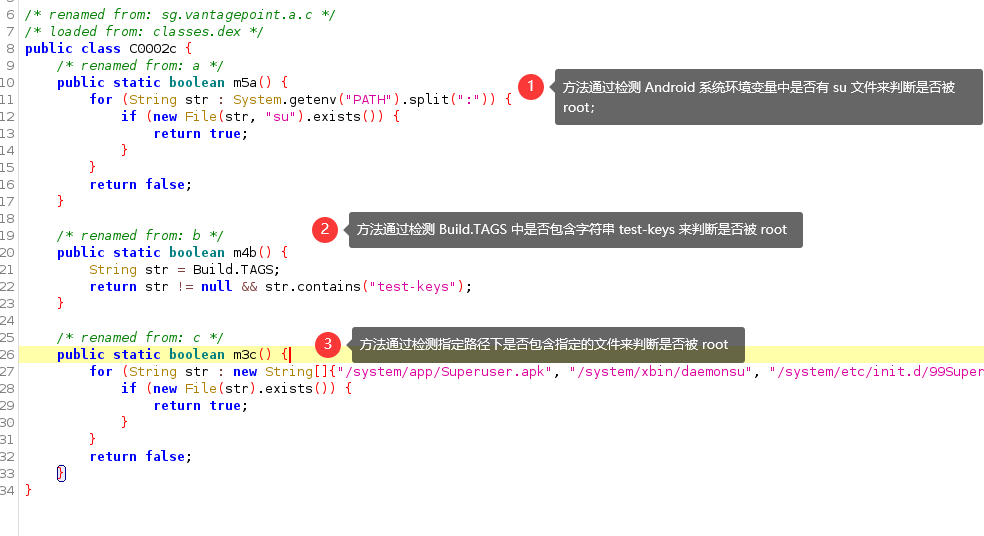 6 /* renamed from: sg.vantagepoint.a.c */
7 /* loaded from: classes.dex */
8 public class C0002c {
9 /* renamed from: a */
10 public static boolean m5a() {
11 for (String str : System.getenv("PATH").split(":")) {
12 if (new File(str, "su").exists()) {
13 return true;
14 }
15 }
16 return false;
17 }
1 方法通过检测 Android 系统环境变量中是否有 su 文件来判断是否被
root;
18
19 /* renamed from: b */
20 public static boolean m4b() {
21 String str = Build.TAGS;
22 return str != null && str.contains("test-keys");
23 }
2 方法通过检测 Build.TAGS 中是否包含字符串 test-keys 来判断是否被 root
24
25 /* renamed from: c */
26 public static boolean m3c() {
27 for (String str : new String[]{"/system/app/Superuser.apk", "/system/xbin/daemonsu", "/system/etc/init.d/99Super
28 if (new File(str).exists()) {
29 return true;
30 }
31 }
32 return false;
33 }
34 }
3 方法通过检测指定路径下是否包含指定的文件来判断是否被 root